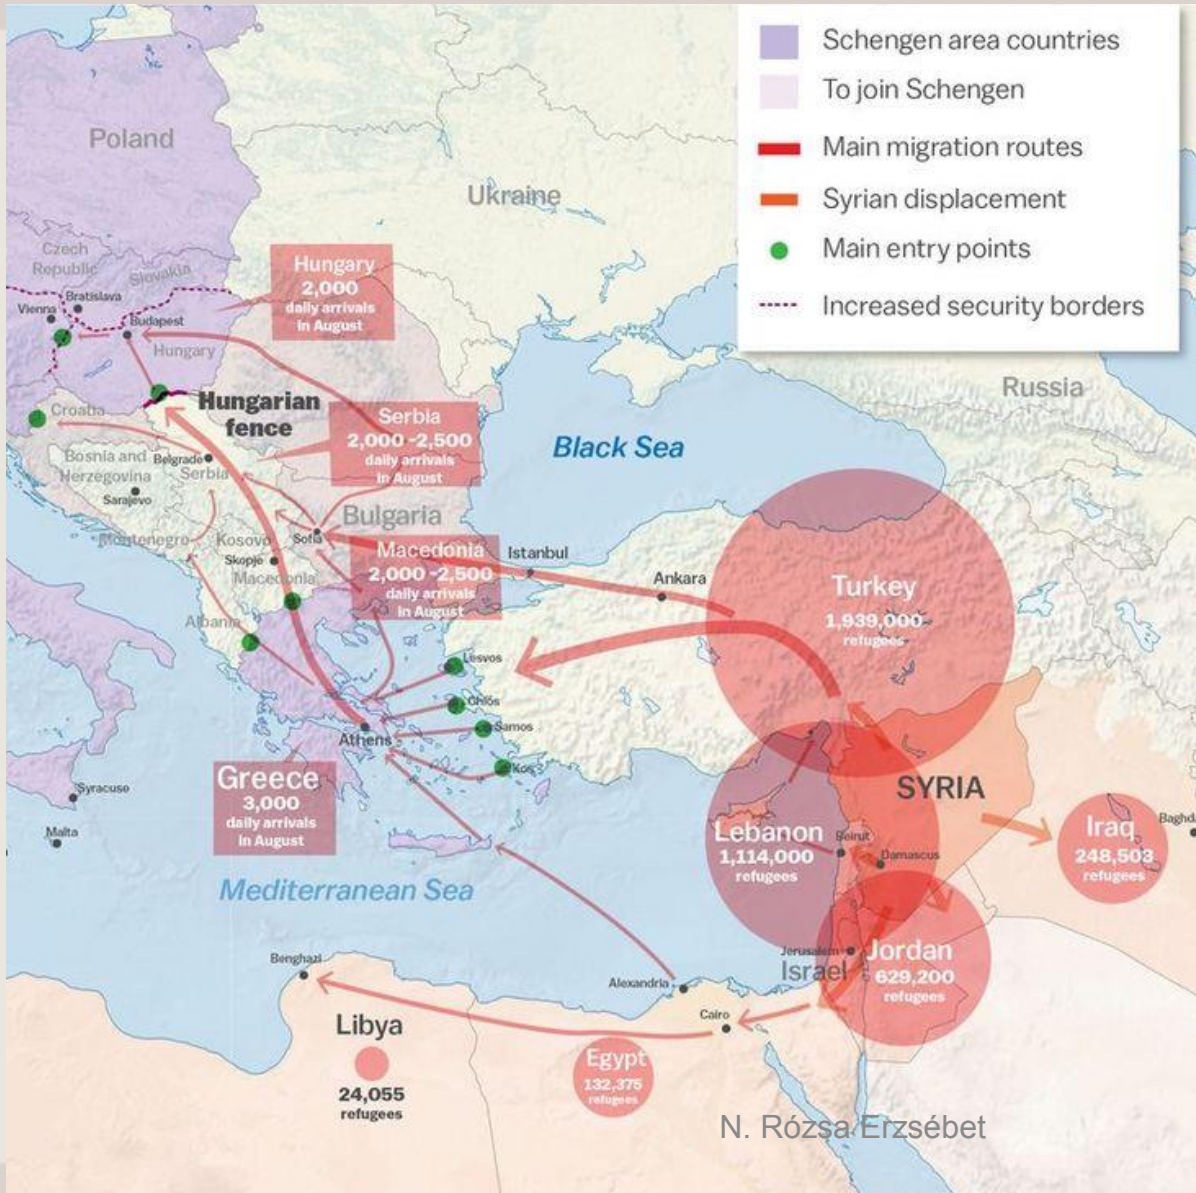 Schengen area countries
To join Schengen
Main migration routes
Syrian displacement
Main entry points
Increased security borders
Poland
Ukraine
Czech
Republic
Slovakia
Hungary
2,000
daily arrivals
in August
Bratislava
Vienna
Budapest
Hungary
Russia
Hungarian
fence
Croatia
Serbia
2,000 -2,500
daily arrivals
in August
Black Sea
Bosnia and
Herzegovina
Belgrade
Serbia
Sarajevo
Bulgaria
Montenegro
Kosovo
Sofia
Skopje
Macedonia
Macedonia
2,000 -2,500
daily arrivals
in August
Istanbul
Ankara
Turkey
1,939,000
refugees
Albania
Lesvos
Chios
Samos
Kos
Athens
Greece
3,000
daily arrivals
in August
Syracuse
Malta
SYRIA
Lebanon
1,114,000
refugees
Beirut
Damascus
Iraq
248,503
refugees
Mediterranean Sea
Jerusalem
Israel
Jordan
629,200
refugees
Benghazi
Alexandria
Cairo
Libya
24,055
refugees
Egypt
132,375
refugees
N. Rózsa Erzsébet